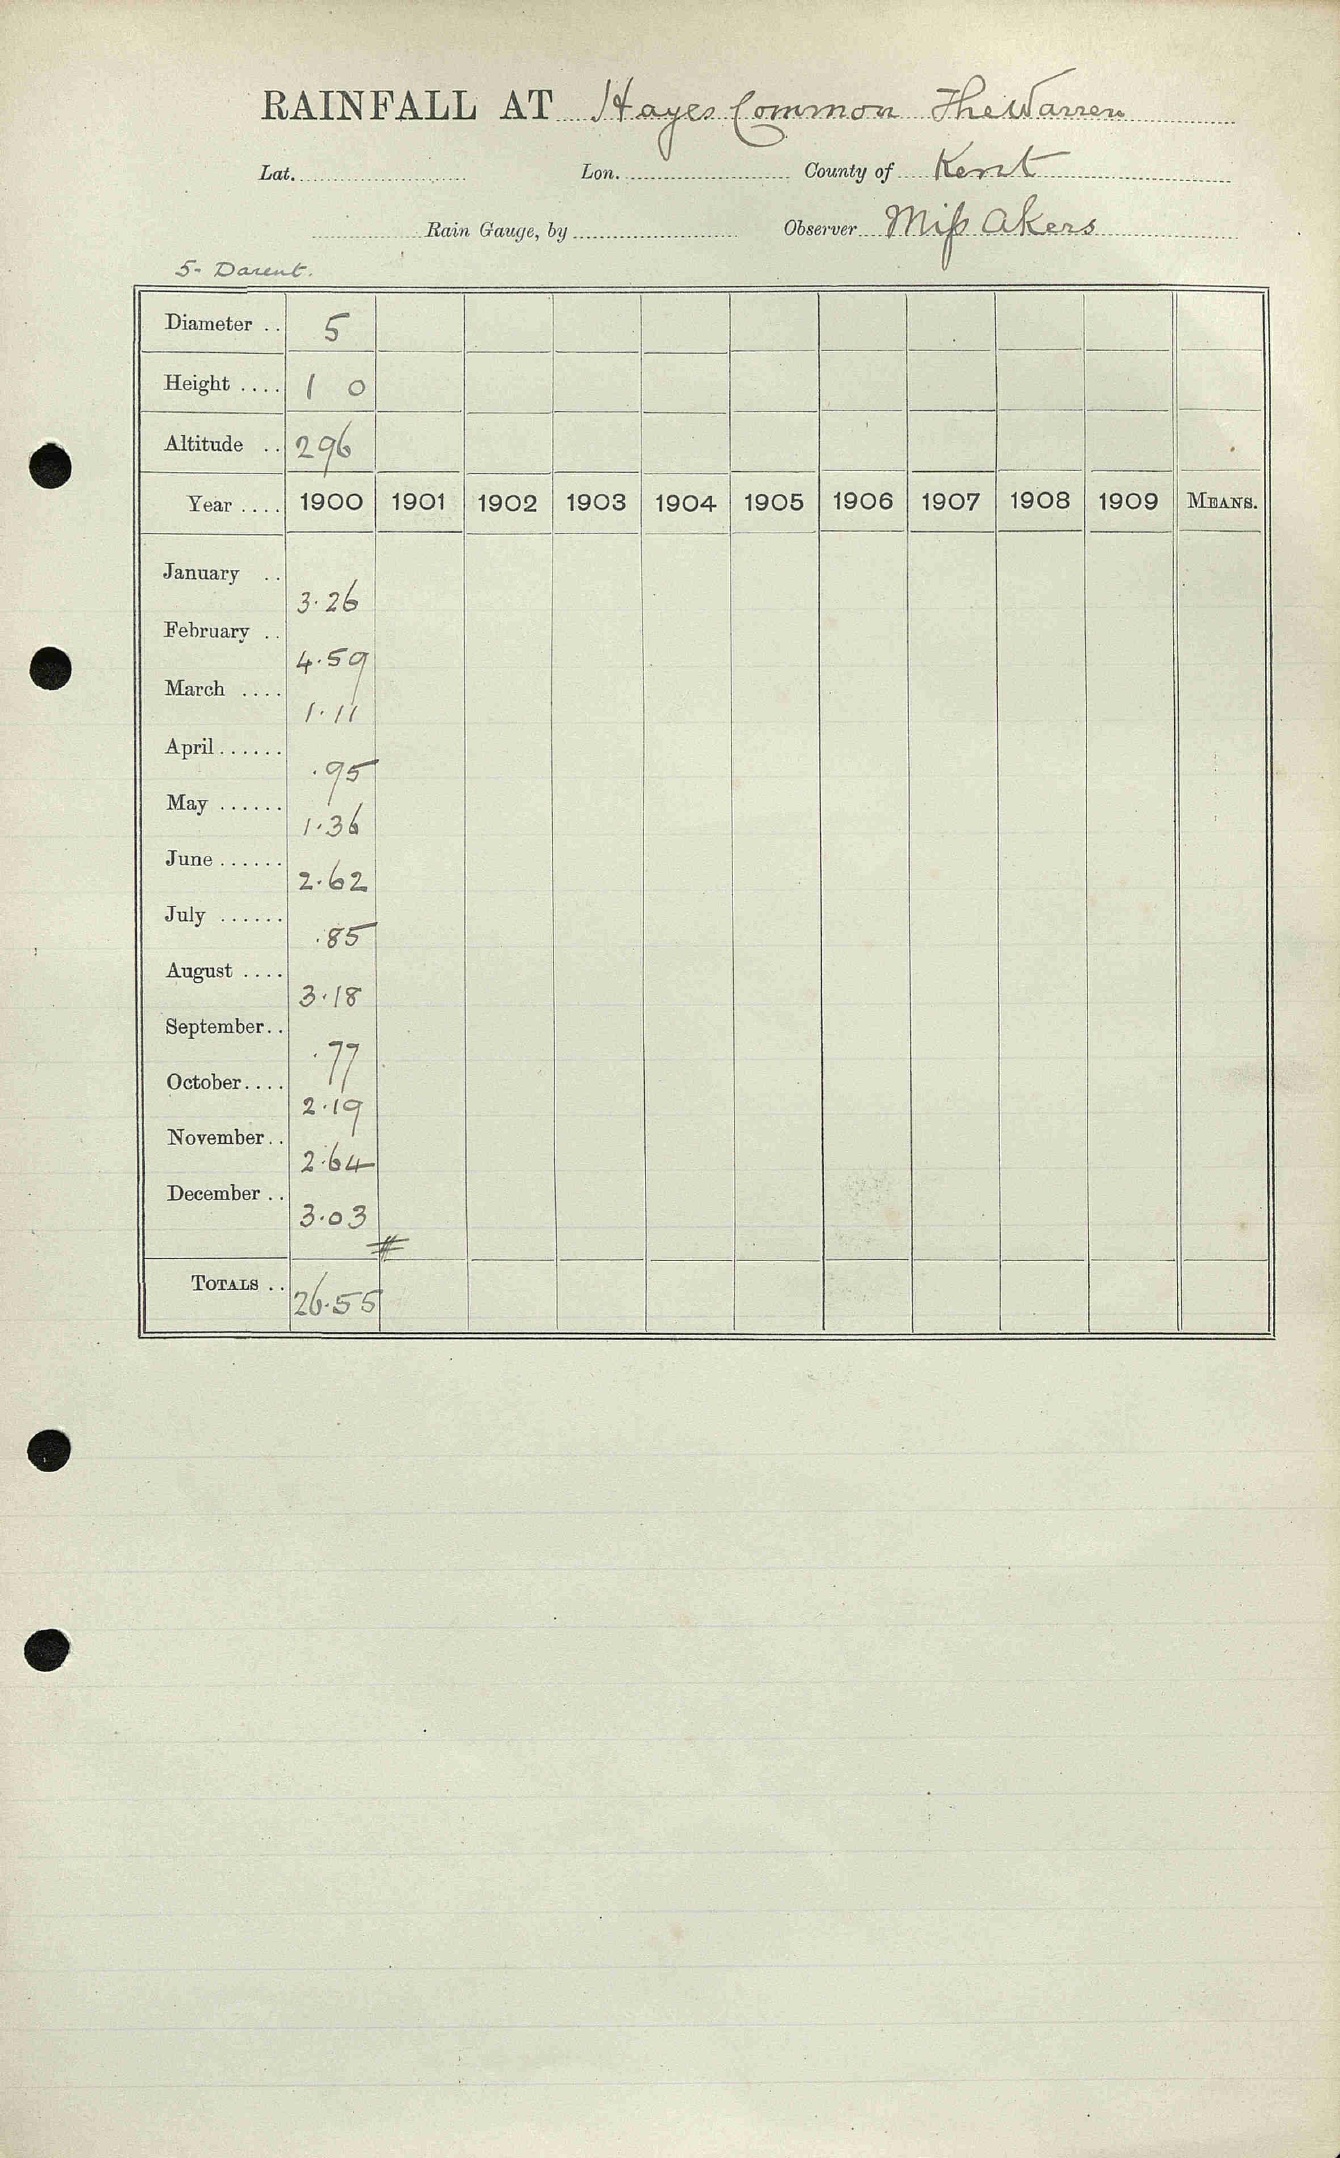 RAINFALL AT Hayes Common The Warren
Lat. Lon. County of Kent
Rain Gauge, by Observer Miſs Akers
5- Darent.
Diameter .. 5
Height .... 1 0
Altitude .. 296
Year .... 1900 1901 1902 1903 1904 1905 1906 1907 1908 1909 MEANS.
January .. 3.26
February .. 4.59
March .... 1.11
April ...... .95
May ...... 1.36
June ...... 2.62
July ...... .85
August .... 3.18
September.. .77
October.... 2.19
November.. 2.64
December .. 3.03
TOTALS .. 26.55